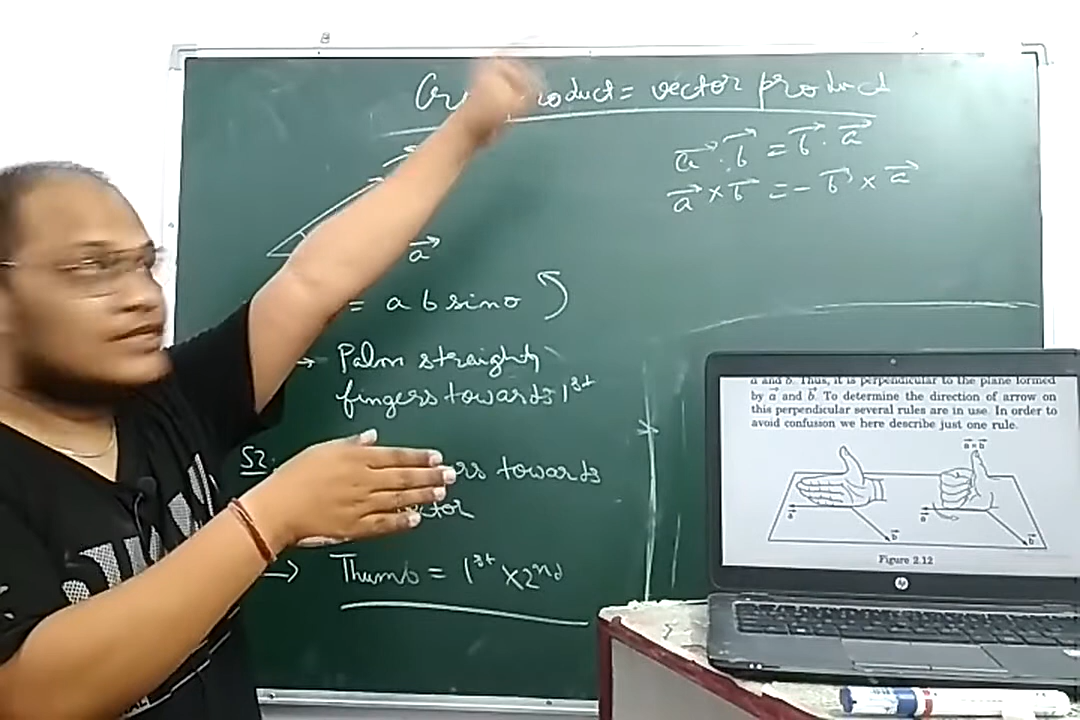 product = vector product
a⃗ . b⃗ = b⃗ . a⃗
a⃗ × b⃗ = - b⃗ × a⃗
a⃗
= a b sinθ
→ Palm straight
fingers towards 1st
S2:
towards
→ Thumb = 1st × 2nd
a and b. Thus, it is perpendicular to the plane formed
by a⃗ and b⃗. To determine the direction of arrow on
this perpendicular several rules are in use. In order to
avoid confusion we here describe just one rule.
a⃗ × b⃗
a⃗
b⃗
a⃗
b⃗
Figure 2.12
hp